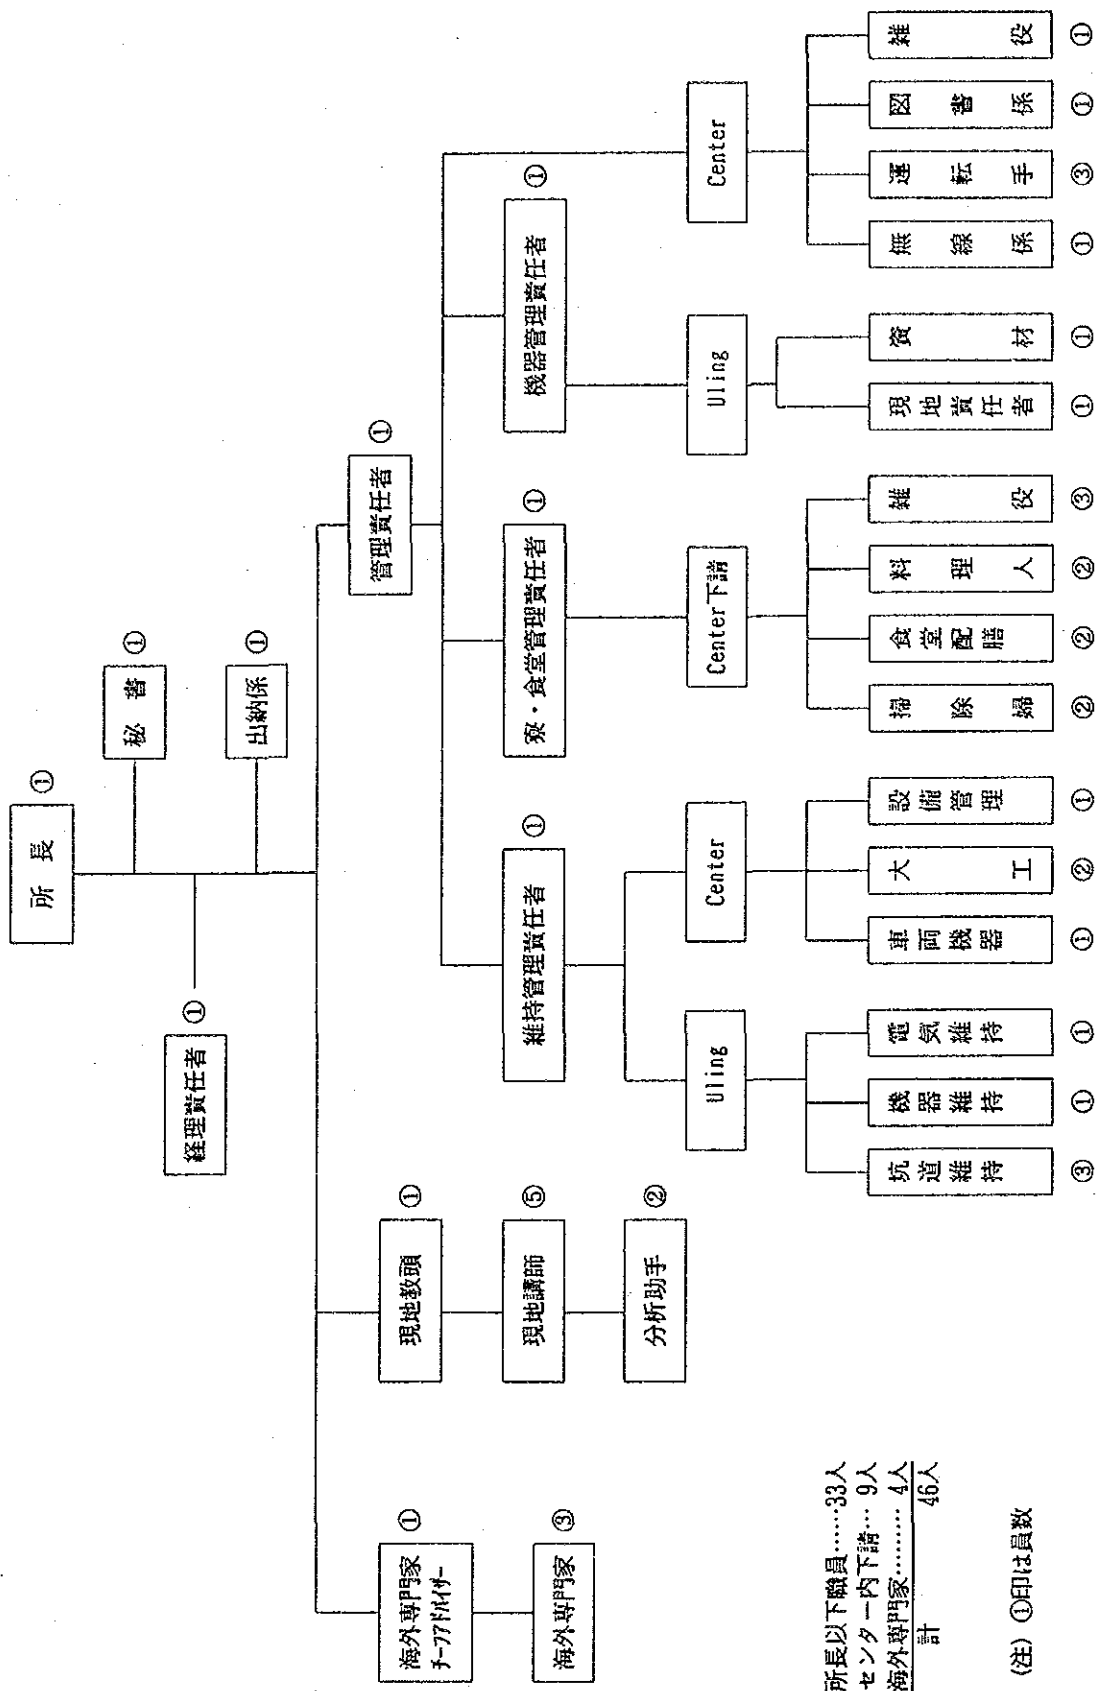 所長 ①
秘書 ①
経理責任者 ①
出納係 ①
海外専門家
チーフアドバイザー ①
海外専門家 ③
現地教頭 ①
現地講師 ⑤
分析助手 ②
管理責任者 ①
維持管理責任者 ①
寮・食堂管理責任者 ①
機器管理責任者 ①
Uling
Center
Center下請
Uling
Center
坑道維持 ③
機器維持 ①
電気維持 ①
車両機器 ①
大工 ②
設備管理 ①
掃除婦 ②
食堂配膳 ②
料理人 ②
雑役 ③
現地責任者 ①
資材 ①
無線係 ①
運転手 ③
図書係 ①
雑役 ①
所長以下職員……33人
センター内下請… 9人
海外専門家……… 4人
計 46人
(注) ①印は員数